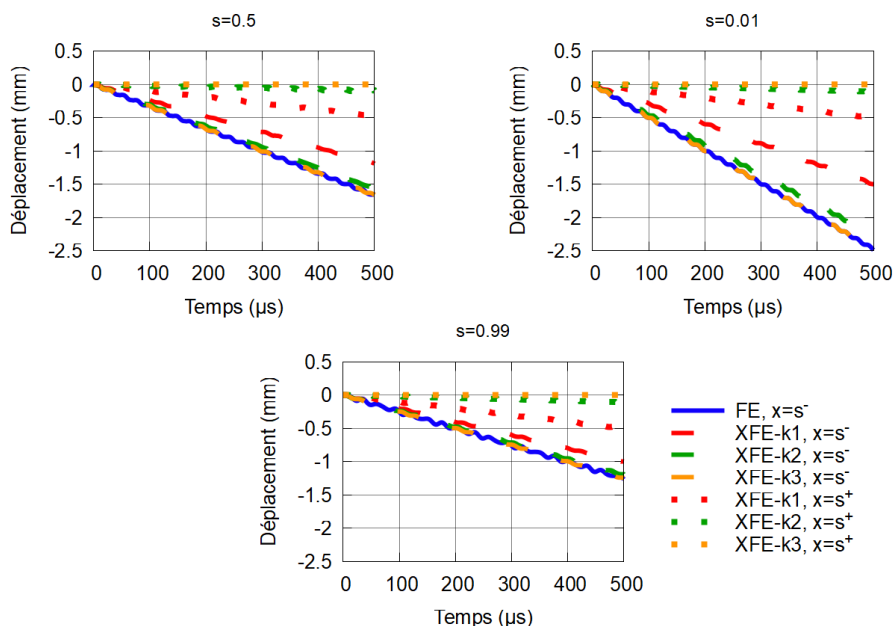 s=0.5
0.5
0
-0.5
-1
-1.5
-2
-2.5
Déplacement (mm)
0 100 200 300 400 500
Temps (µs)
s=0.01
0.5
0
-0.5
-1
-1.5
-2
-2.5
Déplacement (mm)
0 100 200 300 400 500
Temps (µs)
s=0.99
0.5
0
-0.5
-1
-1.5
-2
-2.5
Déplacement (mm)
0 100 200 300 400 500
Temps (µs)
FE, x=s⁻
XFE-k1, x=s⁻
XFE-k2, x=s⁻
XFE-k3, x=s⁻
XFE-k1, x=s⁺
XFE-k2, x=s⁺
XFE-k3, x=s⁺